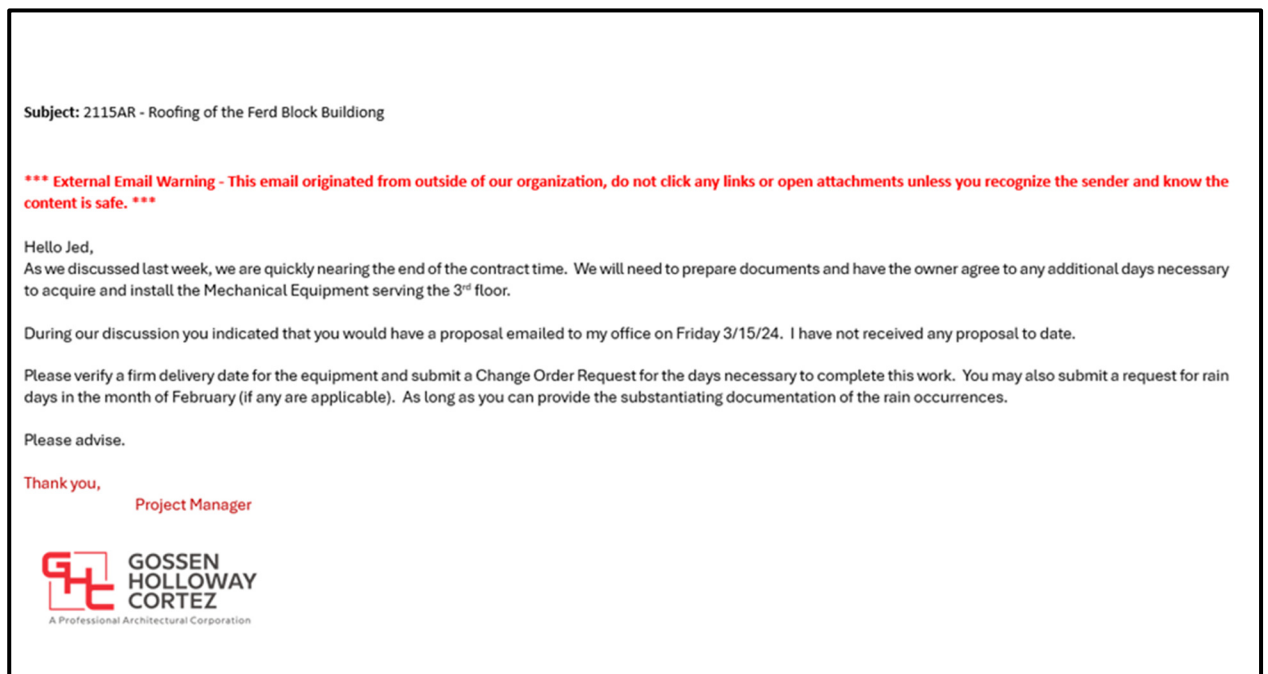 Subject: 2115AR - Roofing of the Ferd Block Buildiong
*** External Email Warning - This email originated from outside of our organization, do not click any links or open attachments unless you recognize the sender and know the
content is safe. ***
Hello Jed,
As we discussed last week, we are quickly nearing the end of the contract time.  We will need to prepare documents and have the owner agree to any additional days necessary
to acquire and install the Mechanical Equipment serving the 3rd floor.
During our discussion you indicated that you would have a proposal emailed to my office on Friday 3/15/24.  I have not received any proposal to date.
Please verify a firm delivery date for the equipment and submit a Change Order Request for the days necessary to complete this work.  You may also submit a request for rain
days in the month of February (if any are applicable).  As long as you can provide the substantiating documentation of the rain occurrences.
Please advise.
Thank you,
Project Manager
GHC
GOSSEN
HOLLOWAY
CORTEZ
A Professional Architectural Corporation